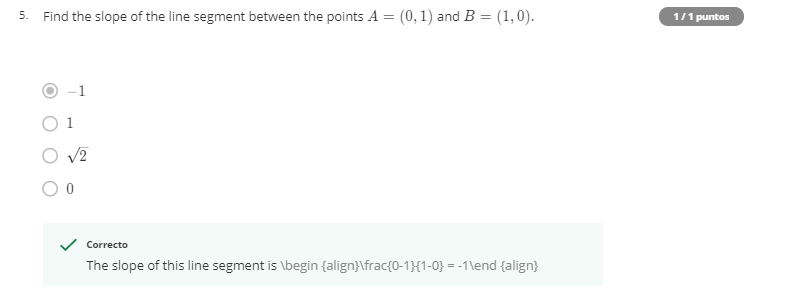 5. Find the slope of the line segment between the points A = (0, 1) and B = (1, 0).
1 / 1 puntos
−1
1
√2
0
Correcto
The slope of this line segment is \begin {align}\frac{0-1}{1-0} = -1\end {align}